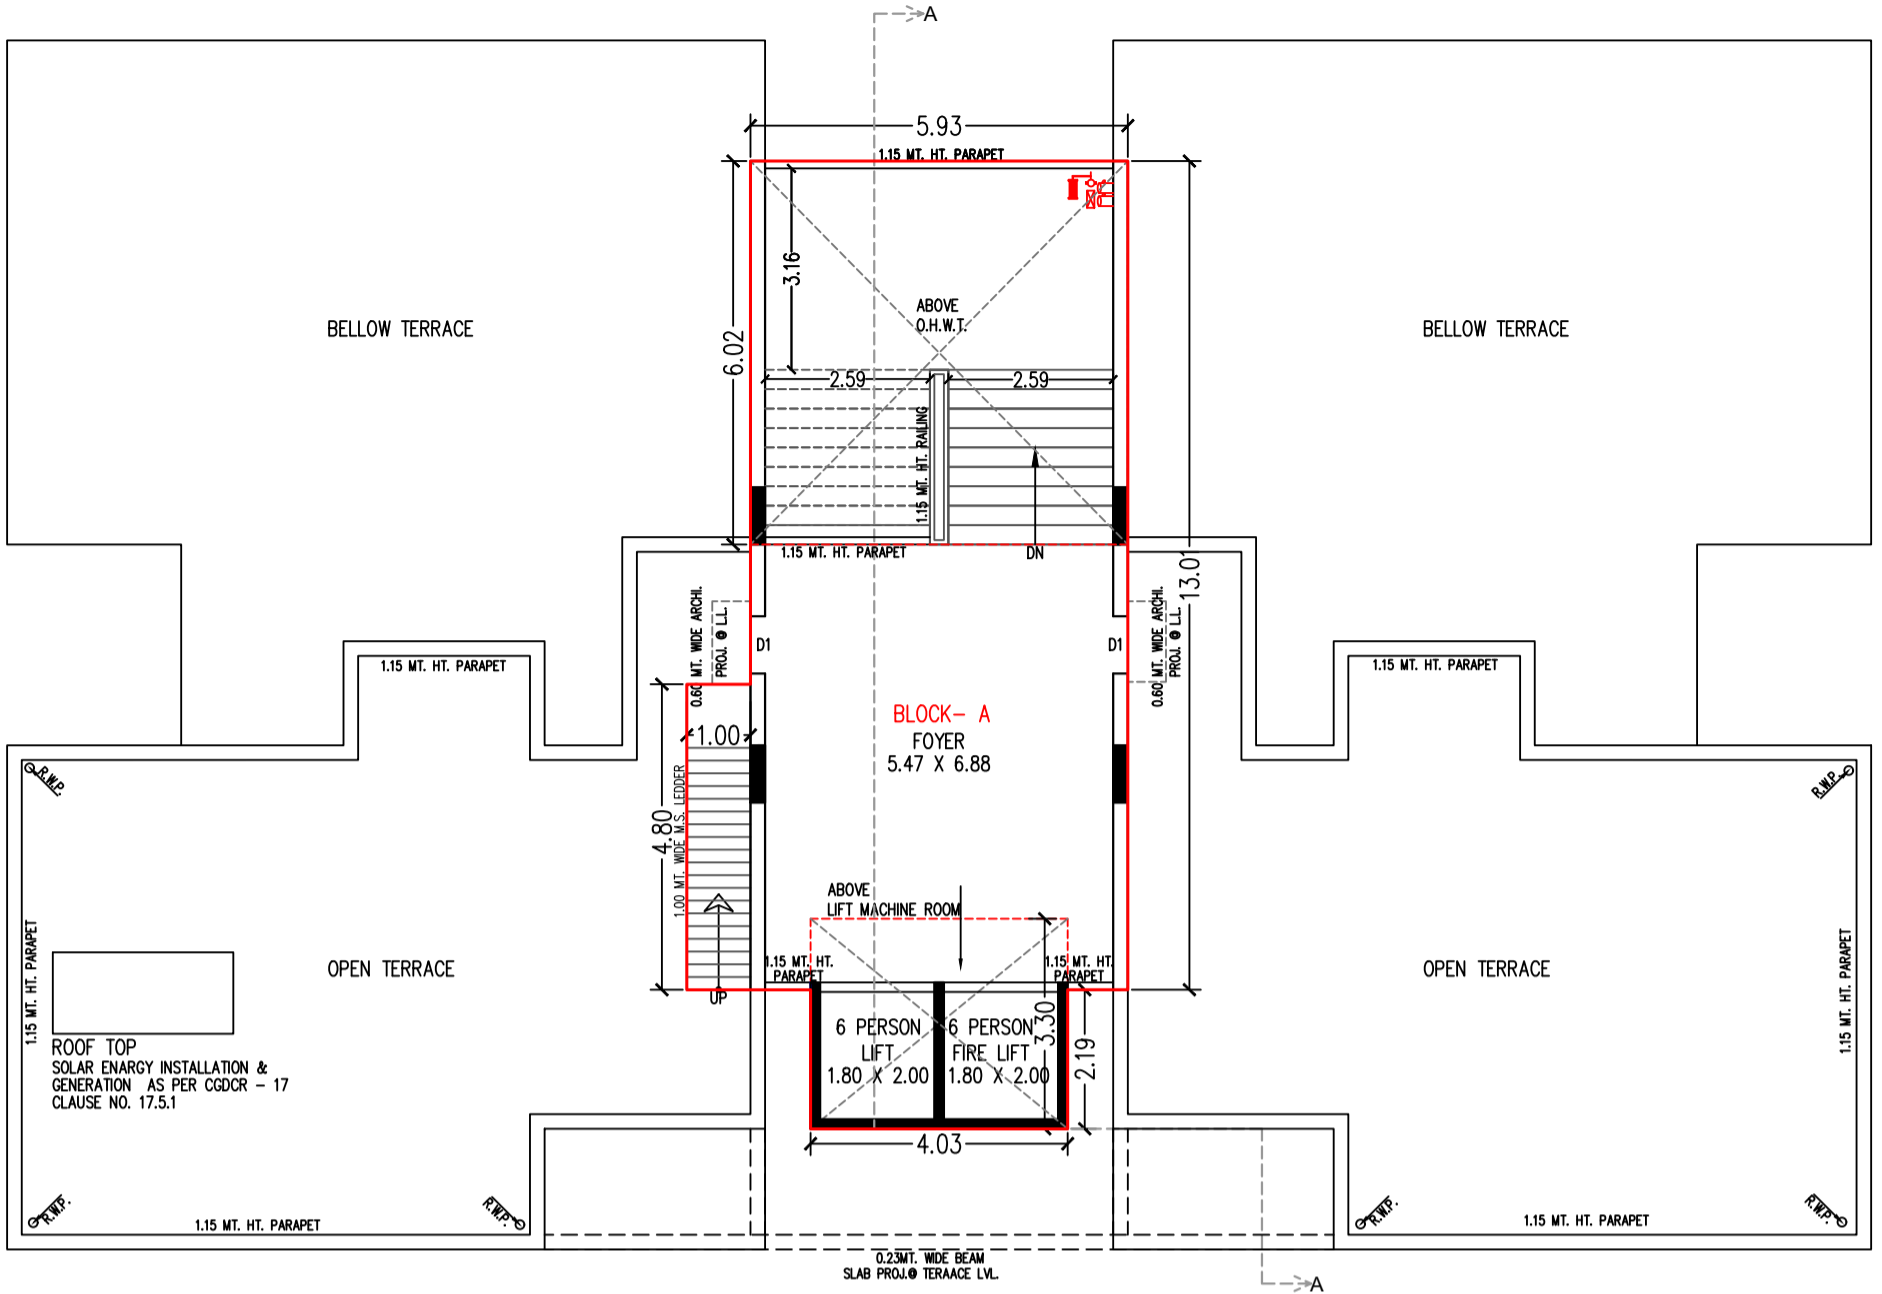 A
5.93
1.15 MT. HT. PARAPET
3.16
6.02
ABOVE
O.H.W.T.
BELLOW TERRACE
BELLOW TERRACE
2.59
2.59
1.15 MT. HT. RAILING
1.15 MT. HT. PARAPET
DN
13.01
0.60 MT. WIDE ARCHI.
PROJ. @ L.L.
D1
D1
0.60 MT. WIDE ARCHI.
PROJ. @ L.L.
1.15 MT. HT. PARAPET
1.15 MT. HT. PARAPET
BLOCK- A
FOYER
5.47 X 6.88
1.00
R.W.P.
R.W.P.
4.80
1.00 MT. WIDE M.S. LEDDER
ABOVE
LIFT MACHINE ROOM
1.15 MT. HT. PARAPET
OPEN TERRACE
1.15 MT. HT.
PARAPET
1.15 MT. HT.
PARAPET
OPEN TERRACE
1.15 MT. HT. PARAPET
UP
3.30
2.19
6 PERSON
LIFT
1.80 X 2.00
6 PERSON
FIRE LIFT
1.80 X 2.00
ROOF TOP
SOLAR ENARGY INSTALLATION &
GENERATION AS PER CGDCR - 17
CLAUSE NO. 17.5.1
4.03
R.W.P.
R.W.P.
R.W.P.
R.W.P.
1.15 MT. HT. PARAPET
1.15 MT. HT. PARAPET
0.23MT. WIDE BEAM
SLAB PROJ.@ TERAACE LVL.
A